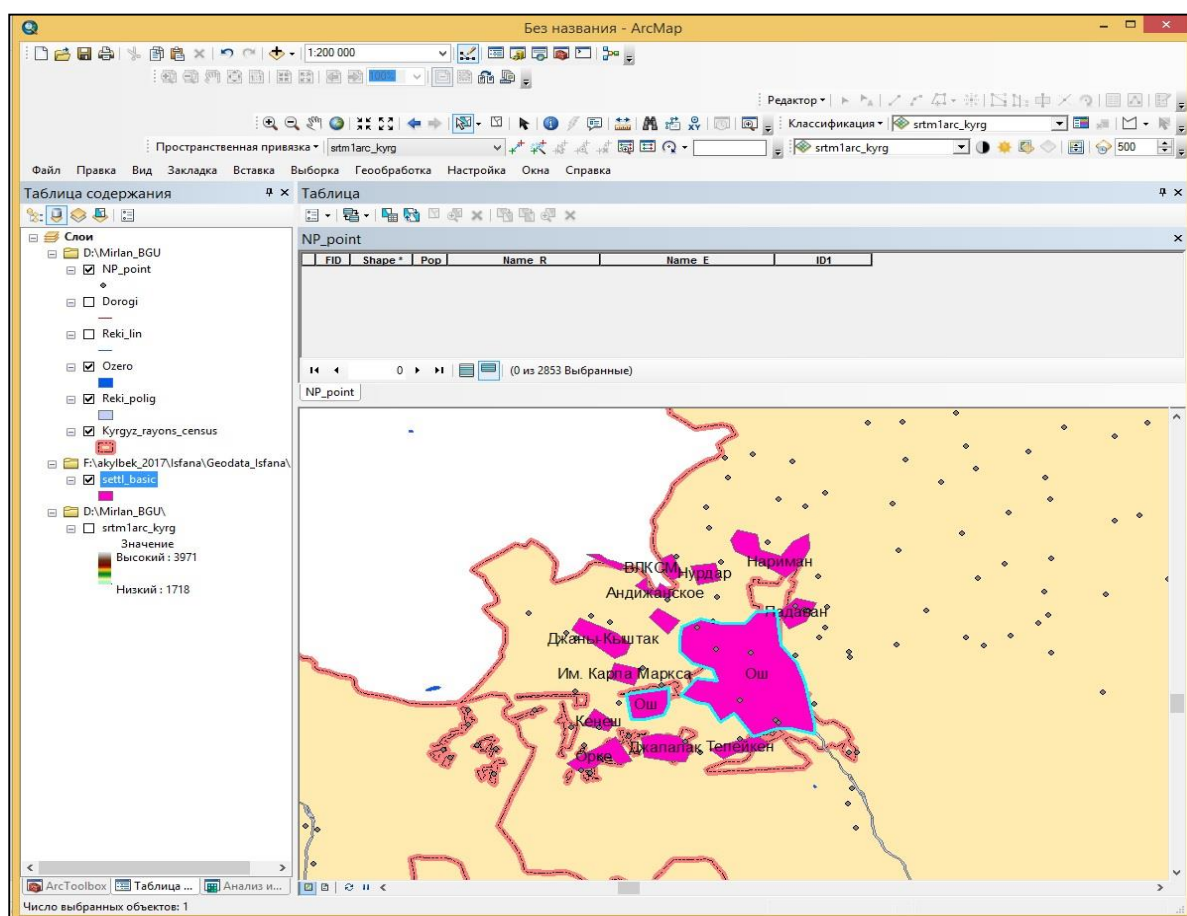 Без названия - ArcMap
1:200 000
100%
Редактор
Классификация srtm1arc_kyrg
Пространственная привязка srtm1arc_kyrg srtm1arc_kyrg 500
Файл Правка Вид Закладка Вставка Выборка Геообработка Настройка Окна Справка
Таблица содержания
Слои
D:\Mirlan_BGU
NP_point
Dorogi
Reki_lin
Ozero
Reki_polig
Kyrgyz_rayons_census
F:\akylbek_2017\Isfana\Geodata_Isfana\
settl_basic
D:\Mirlan_BGU\
srtm1arc_kyrg
Значение
Высокий : 3971
Низкий : 1718
ArcToolbox Таблица ... Анализ и...
Число выбранных объектов: 1
Таблица
NP_point
FID Shape * Pop Name_R Name_E ID1
0 (0 из 2853 Выбранные)
NP_point
Нариман
ВЛКСМ
Нурдар
Андижанское
Падаван
Джаны-Кыштак
Им. Карла Маркса
Ош
Ош
Кенеш
Джапалак
Тепейкен
Орке